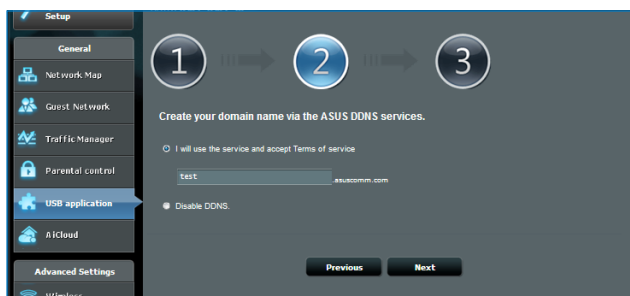 Setup
General
Network Map
Guest Network
Traffic Manager
Parental control
USB application
AiCloud
Advanced Settings
Wireless
1
2
3
Create your domain name via the ASUS DDNS services.
I will use the service and accept Terms of service
test .asuscomm.com
Disable DDNS.
Previous Next